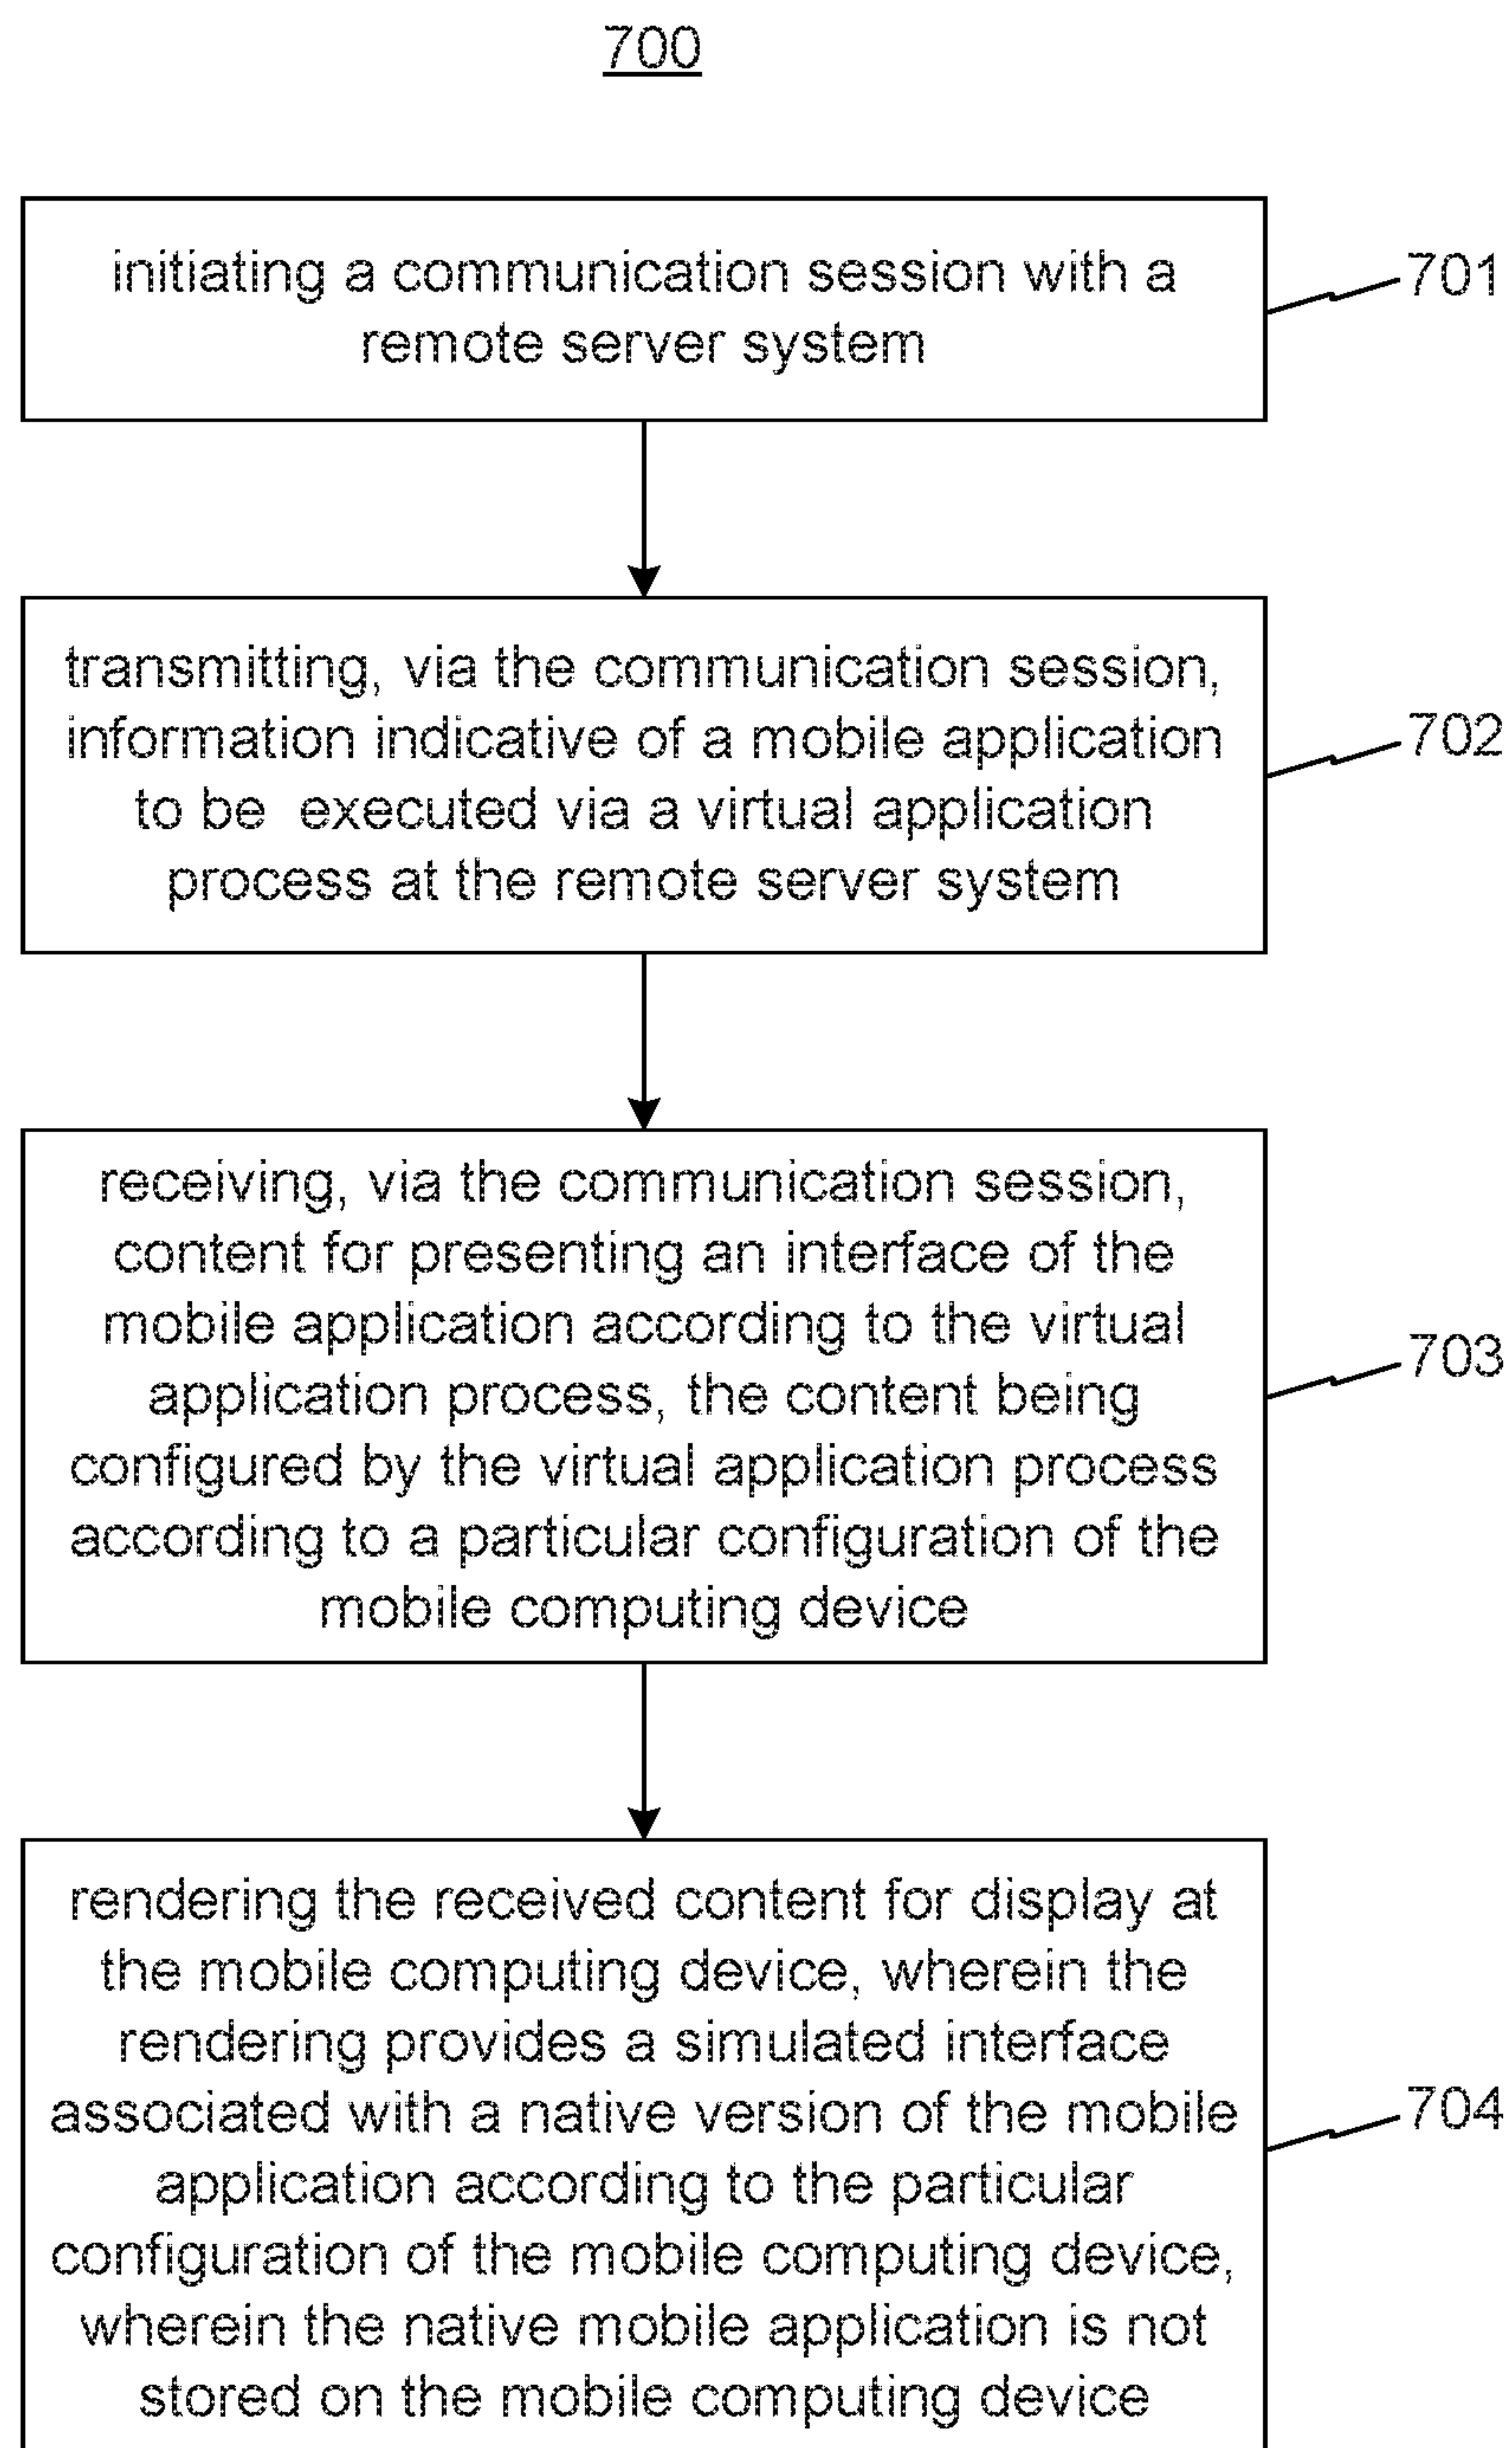 700
initiating a communication session with a
remote server system
701
transmitting, via the communication session,
information indicative of a mobile application
to be executed via a virtual application
process at the remote server system
702
receiving, via the communication session,
content for presenting an interface of the
mobile application according to the virtual
application process, the content being
configured by the virtual application process
according to a particular configuration of the
mobile computing device
703
rendering the received content for display at
the mobile computing device, wherein the
rendering provides a simulated interface
associated with a native version of the mobile
application according to the particular
configuration of the mobile computing device,
wherein the native mobile application is not
stored on the mobile computing device
704